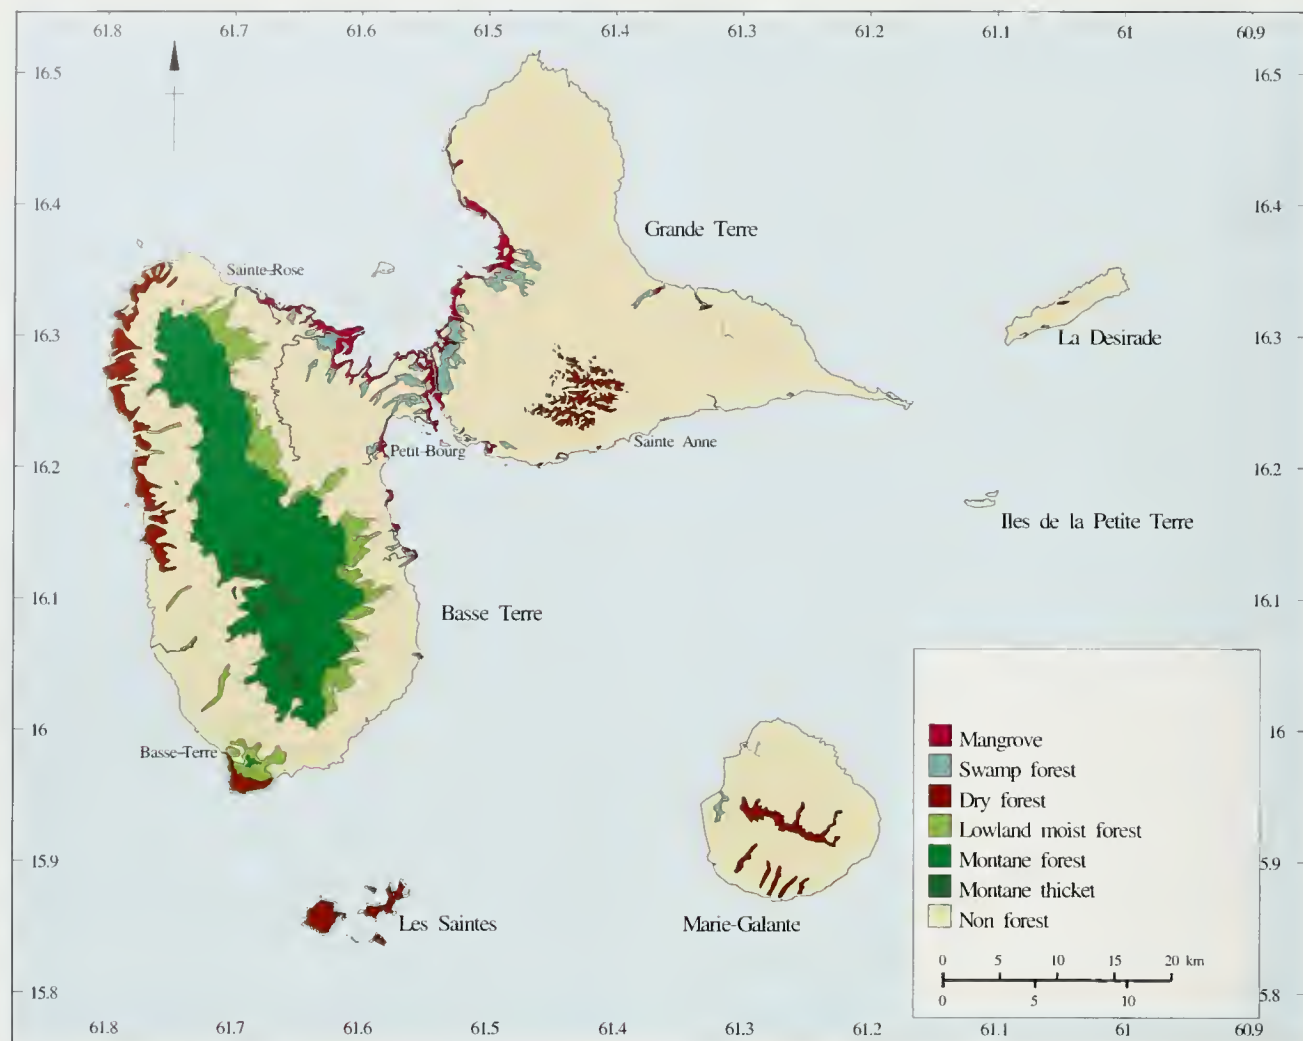 61.8 61.7 61.6 61.5 61.4 61.3 61.2 61.1 61 60.9
16.5 16.5
16.4 16.4
Grande Terre
Sainte-Rose
16.3 16.3
La Desirade
Sainte Anne
Petit-Bourg
16.2 16.2
Iles de la Petite Terre
16.1 16.1
Basse Terre
16 16
Basse-Terre
Mangrove
Swamp forest
Dry forest
Lowland moist forest
Montane forest
Montane thicket
Non forest
15.9 15.9
Les Saintes
Marie-Galante
0 5 10 15 20 km
0 5 10
15.8 5.8
61.8 61.7 61.6 61.5 61.4 61.3 61.2 61.1 61 60.9